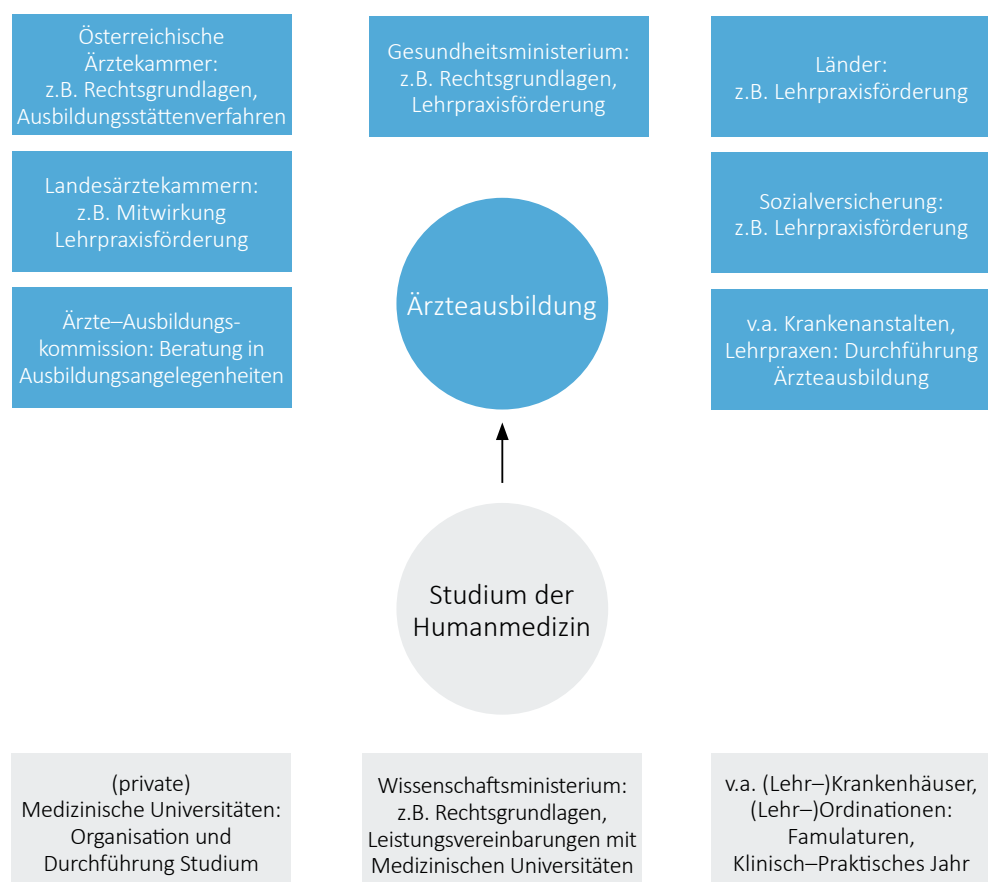 Österreichische
Ärztekammer:
z.B. Rechtsgrundlagen,
Ausbildungsstättenverfahren
Gesundheitsministerium:
z.B. Rechtsgrundlagen,
Lehrpraxisförderung
Länder:
z.B. Lehrpraxisförderung
Landesärztekammern:
z.B. Mitwirkung
Lehrpraxisförderung
Sozialversicherung:
z.B. Lehrpraxisförderung
Ärzteausbildung
Ärzte–Ausbildungs-
kommission: Beratung in
Ausbildungsangelegenheiten
v.a. Krankenanstalten,
Lehrpraxen: Durchführung
Ärzteausbildung
Studium der
Humanmedizin
(private)
Medizinische Universitäten:
Organisation und
Durchführung Studium
Wissenschaftsministerium:
z.B. Rechtsgrundlagen,
Leistungsvereinbarungen mit
Medizinischen Universitäten
v.a. (Lehr–)Krankenhäuser,
(Lehr–)Ordinationen:
Famulaturen,
Klinisch–Praktisches Jahr